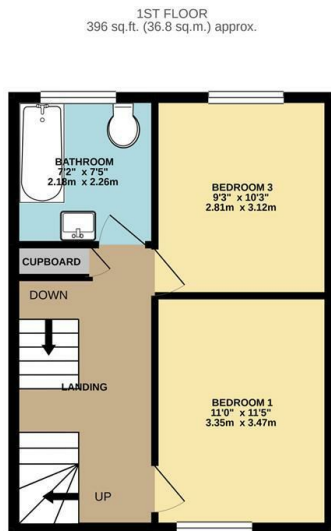 1ST FLOOR
396 sq.ft. (36.8 sq.m.) approx.
BATHROOM
7'2" x 7'5"
2.18m x 2.26m
BEDROOM 3
9'3" x 10'3"
2.81m x 3.12m
CUPBOARD
DOWN
LANDING
BEDROOM 1
11'0" x 11'5"
3.35m x 3.47m
UP